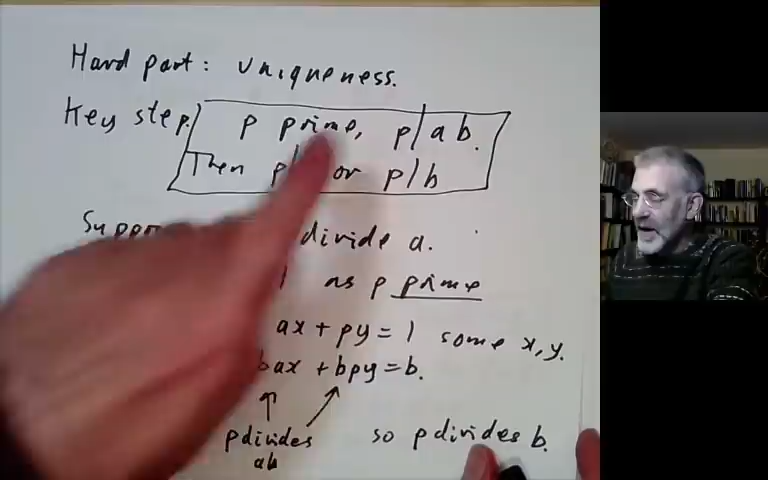 Hard part: uniqueness.
Key step. p prime, p|ab.
Then p| or p|b
divide a.
1 as p prime
ax + py = 1 some x, y.
bax + bpy = b.
p divides so p divides b.
ab